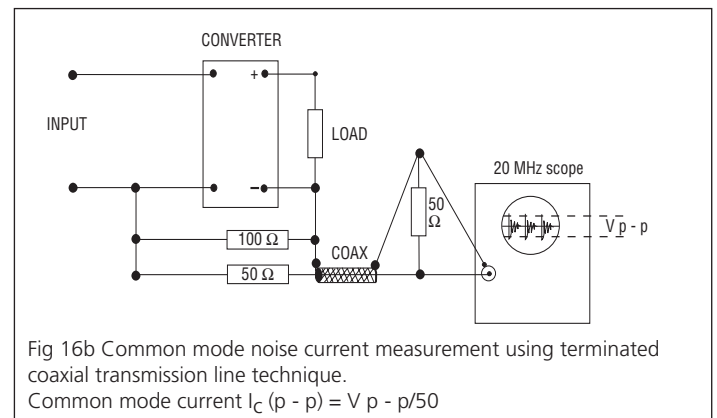 CONVERTER
+
INPUT
LOAD
–
20 MHz scope
50
Ω
V p - p
100 Ω
COAX
50 Ω
Fig 16b Common mode noise current measurement using terminated
coaxial transmission line technique.
Common mode current I_C (p - p) = V p - p/50